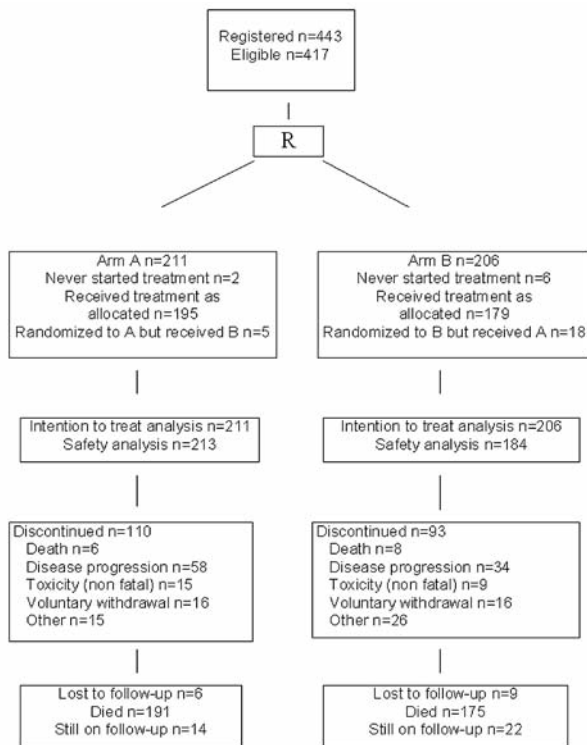 Registered n=443
Eligible n=417
R
Arm A n=211
Never started treatment n=2
Received treatment as
allocated n=195
Randomized to A but received B n=5
Arm B n=206
Never started treatment n=6
Received treatment as
allocated n=179
Randomized to B but received A n=18
Intention to treat analysis n=211
Safety analysis n=213
Intention to treat analysis n=206
Safety analysis n=184
Discontinued n=110
Death n=6
Disease progression n=58
Toxicity (non fatal) n=15
Voluntary withdrawal n=16
Other n=15
Discontinued n=93
Death n=8
Disease progression n=34
Toxicity (non fatal) n=9
Voluntary withdrawal n=16
Other n=26
Lost to follow-up n=6
Died n=191
Still on follow-up n=14
Lost to follow-up n=9
Died n=175
Still on follow-up n=22